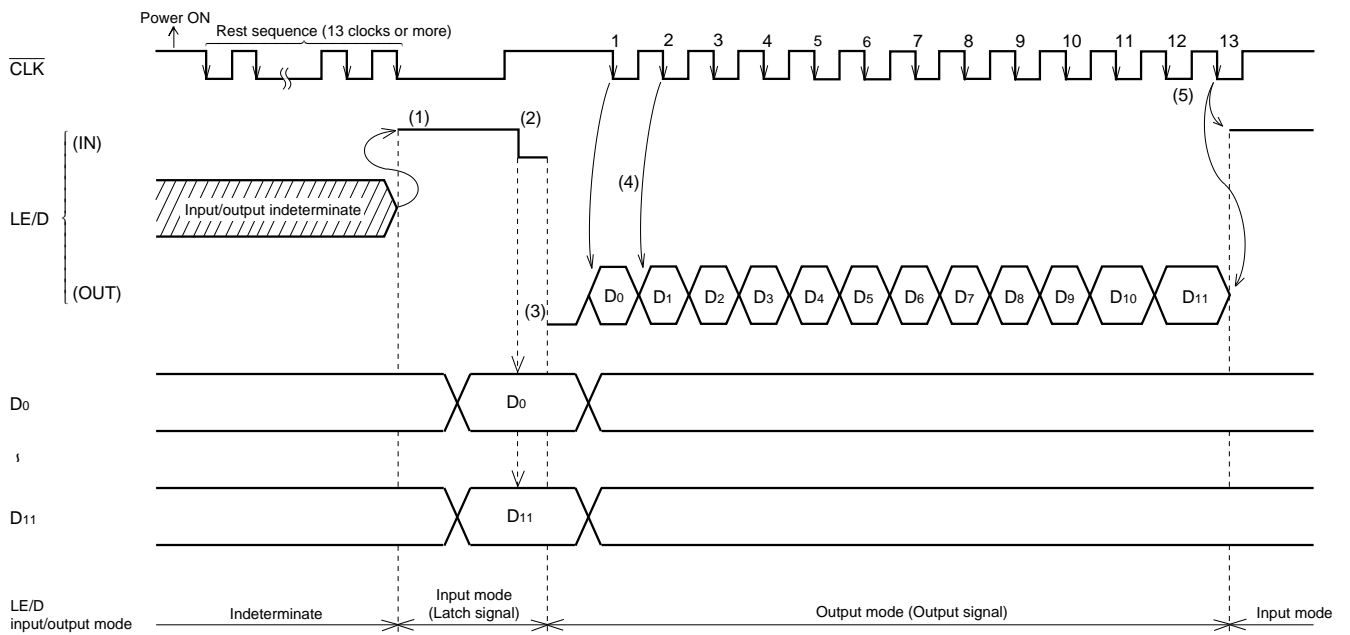 Power ON
Rest sequence (13 clocks or more)
CLK
1 2 3 4 5 6 7 8 9 10 11 12 13
(5)
(1) (2)
(IN)
(4)
LE/D
Input/output indeterminate
(OUT)
(3)
D0 D1 D2 D3 D4 D5 D6 D7 D8 D9 D10 D11
D0
D0
D11
D11
LE/D
input/output mode
Indeterminate
Input mode
(Latch signal)
Output mode (Output signal)
Input mode